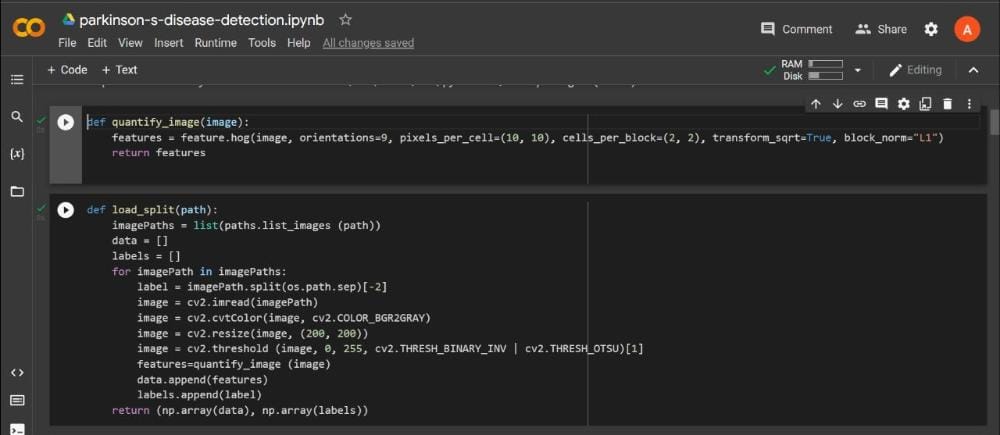 parkinson-s-disease-detection.ipynb
File Edit View Insert Runtime Tools Help All changes saved
Comment Share A
+ Code + Text
RAM
Disk
Editing
def quantify_image(image):
features = feature.hog(image, orientations=9, pixels_per_cell=(10, 10), cells_per_block=(2, 2), transform_sqrt=True, block_norm="L1")
return features
{x}
def load_split(path):
imagePaths = list(paths.list_images (path))
data = []
labels = []
for imagePath in imagePaths:
label = imagePath.split(os.path.sep)[-2]
image = cv2.imread(imagePath)
image = cv2.cvtColor(image, cv2.COLOR_BGR2GRAY)
image = cv2.resize(image, (200, 200))
image = cv2.threshold (image, 0, 255, cv2.THRESH_BINARY_INV | cv2.THRESH_OTSU)[1]
features=quantify_image (image)
data.append(features)
labels.append(label)
return (np.array(data), np.array(labels))